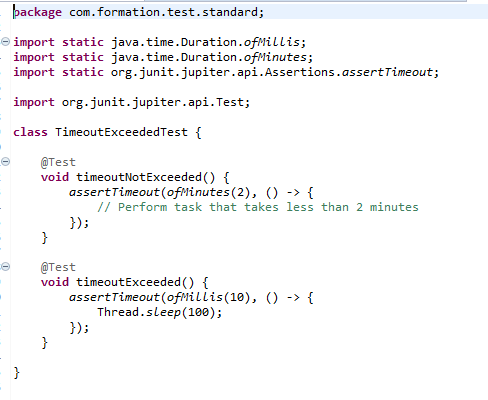 package com.formation.test.standard;
import static java.time.Duration.ofMillis;
import static java.time.Duration.ofMinutes;
import static org.junit.jupiter.api.Assertions.assertTimeout;
import org.junit.jupiter.api.Test;
class TimeoutExceededTest {
@Test
void timeoutNotExceeded() {
assertTimeout(ofMinutes(2), () -> {
// Perform task that takes less than 2 minutes
});
}
@Test
void timeoutExceeded() {
assertTimeout(ofMillis(10), () -> {
Thread.sleep(100);
});
}
}